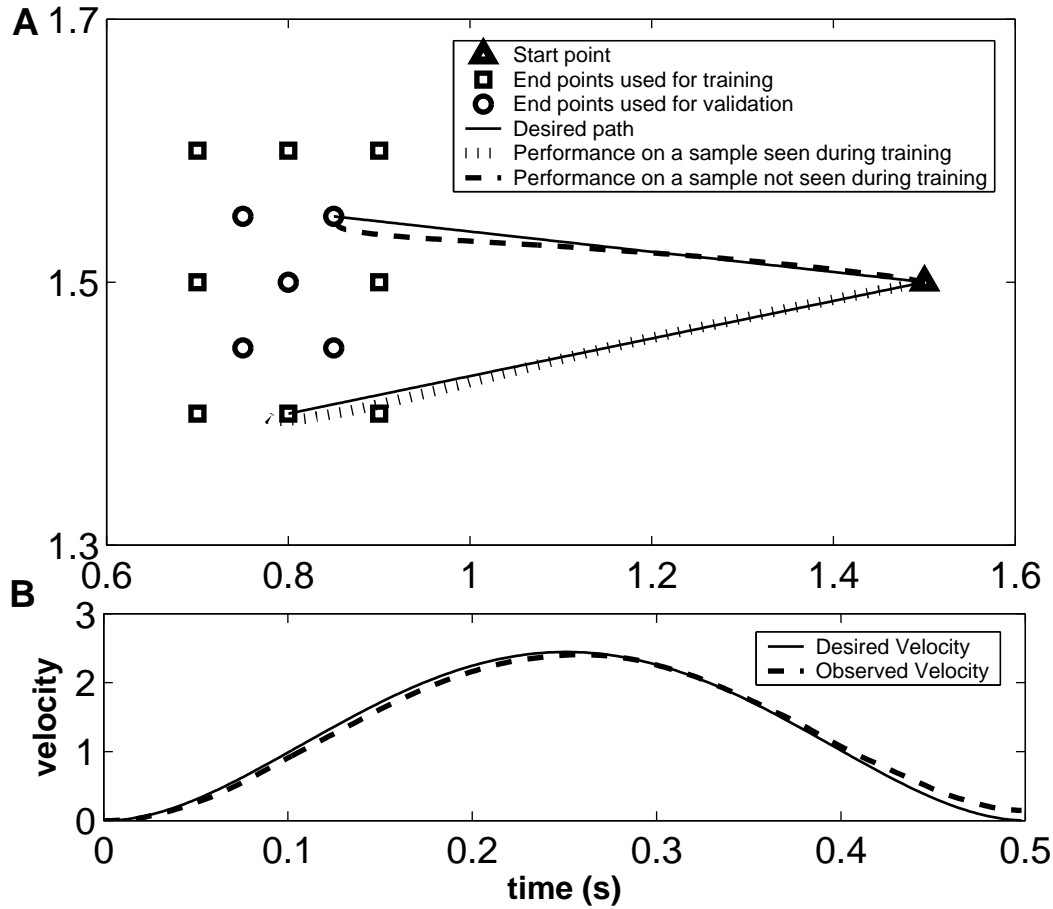 A
1.7
Start point
End points used for training
End points used for validation
Desired path
Performance on a sample seen during training
Performance on a sample not seen during training
1.5
1.3
0.6 0.8 1 1.2 1.4 1.6
B
3
Desired Velocity
Observed Velocity
2
velocity
1
0
0 0.1 0.2 0.3 0.4 0.5
time (s)